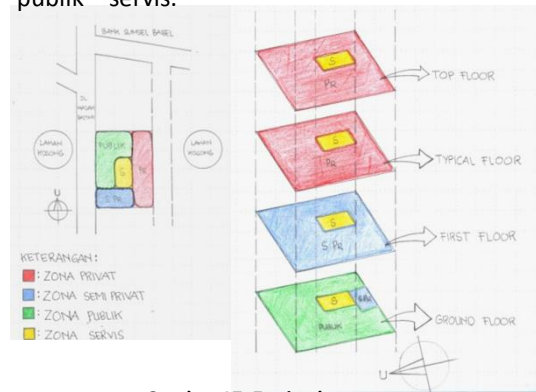 publik – servis.
BANK SUMSEL BABEL
JL.
LAHAN
KOSONG
LAHAN
KOSONG
PUBLIK
S PR
U
KETERANGAN:
: ZONA PRIVAT
: ZONA SEMI PRIVAT
: ZONA PUBLIK
: ZONA SERVIS
S
PR
TOP FLOOR
S
PR
TYPICAL FLOOR
S
S PR
FIRST FLOOR
S
PUBLIK
GROUND FLOOR
U